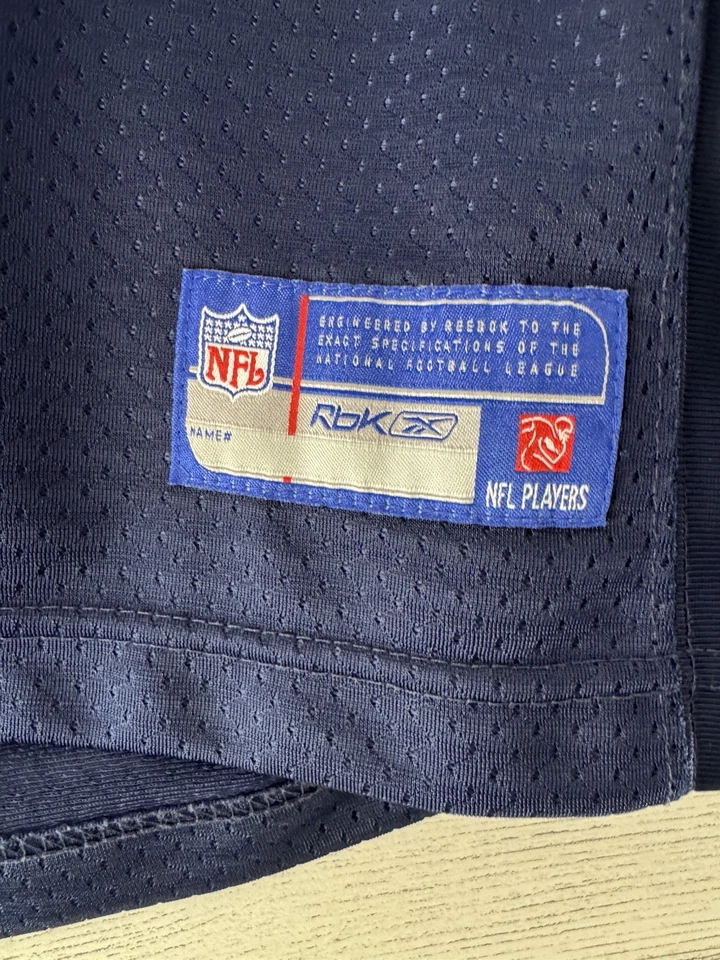 NFL
ENGINEERED BY REEBOK TO THE
EXACT SPECIFICATIONS OF THE
NATIONAL FOOTBALL LEAGUE
RbK
NAME#
NFL PLAYERS